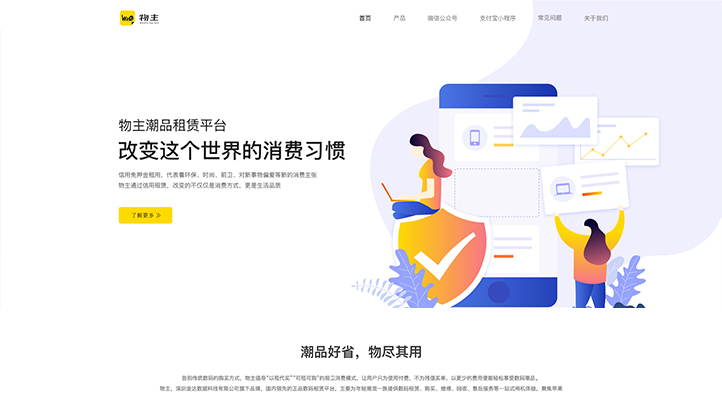 物主
首页 产品 微信公众号 支付宝小程序 常见问题 关于我们
物主潮品租赁平台
改变这个世界的消费习惯
信用免押金租用，代表着环保、时尚、前卫、对新事物偏爱等新的消费主张
物主通过信用租赁，改变的不仅仅是消费方式，更是生活品质
了解更多
潮品好省，物尽其用
告别传统数码的购买方式，物主倡导“以租代买”“可租可购”的前卫消费模式，让用户只为使用付费，不为残值买单，以更少的费用便能轻松享受数码潮品。
物主，深圳金达数据科技有限公司旗下品牌，国内领先的正品数码租赁平台，主要为年轻潮流一族提供数码租赁、购买、维修、回收、售后服务等一站式闭机体验，聚集苹果